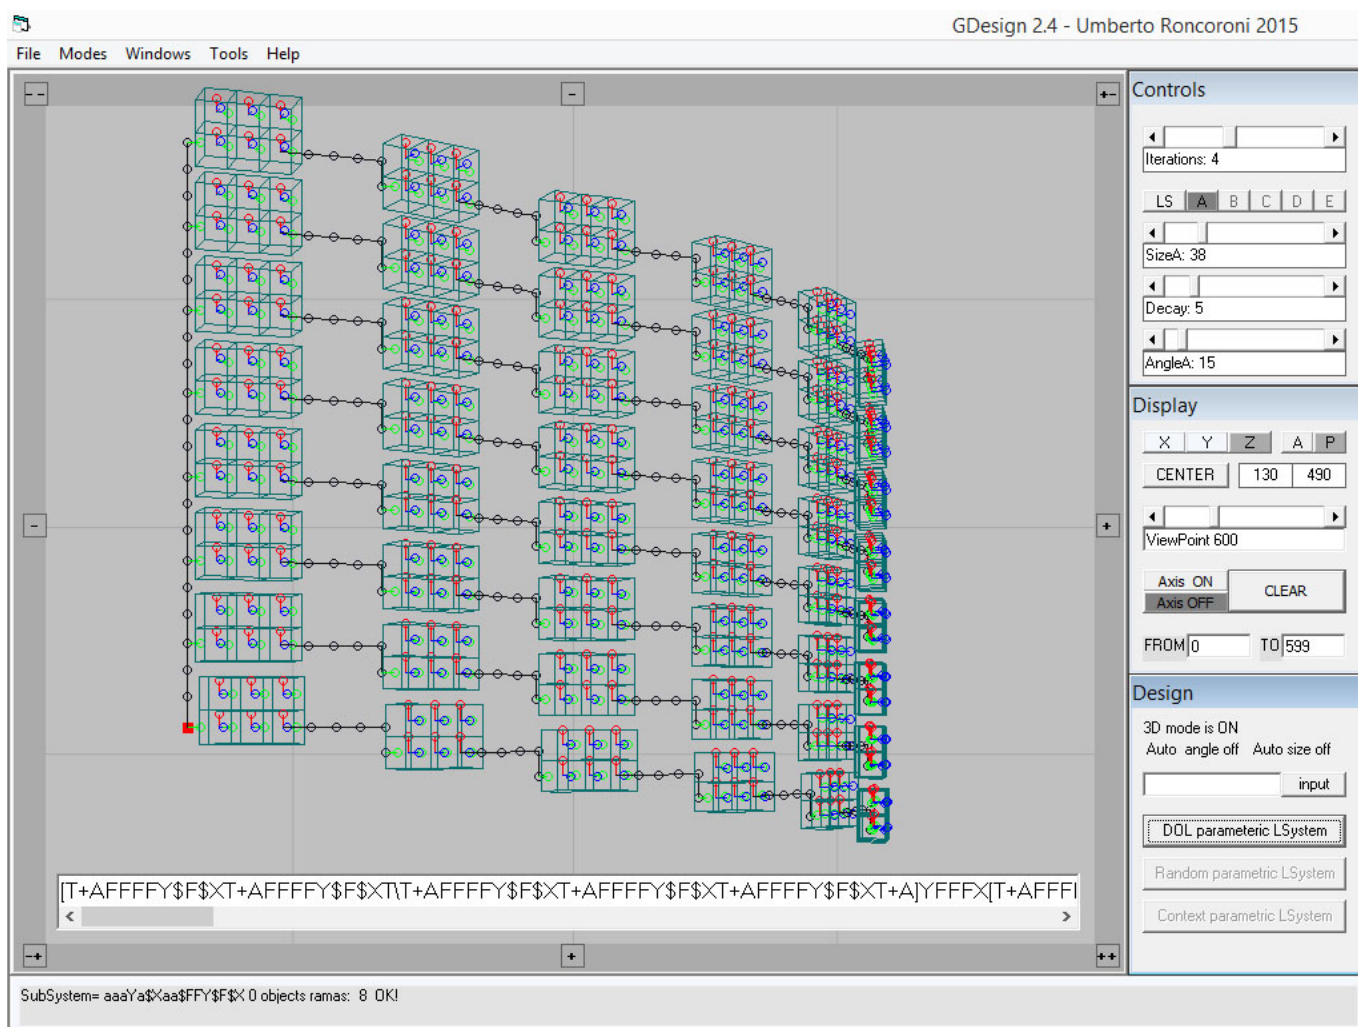 GDesign 2.4 - Umberto Roncoroni 2015
File Modes Windows Tools Help
- -
-
+-
Controls
Iterations: 4
LS A B C D E
SizeA: 38
Decay: 5
AngleA: 15
Display
X Y Z A P
CENTER 130 490
-
+
ViewPoint 600
Axis ON
Axis OFF
CLEAR
FROM 0 TO 599
Design
3D mode is ON
Auto angle off Auto size off
input
DOL parameteric LSystem
Random parametric LSystem
Context parametric LSystem
[T+AFFFFY$F$XT+AFFFFY$F$XT\T+AFFFFY$F$XT+AFFFFY$F$XT+AFFFFY$F$XT+A]YFFFX[T+AFFF
-+
+
++
SubSystem= aaaYa$Xaa$FFY$F$X 0 objects ramas: 8 OK!